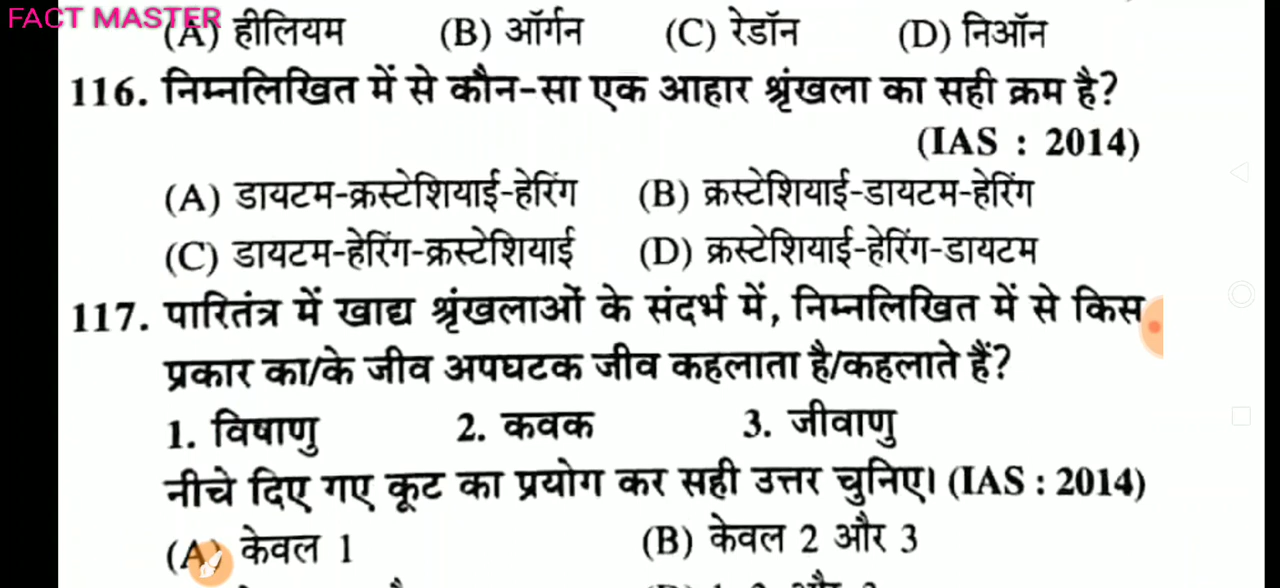 FACT MASTER
(A) हीलियम (B) ऑर्गन (C) रेडॉन (D) निऑन
116. निम्नलिखित में से कौन-सा एक आहार श्रृंखला का सही क्रम है?
(IAS : 2014)
(A) डायटम-क्रस्टेशियाई-हेरिंग (B) क्रस्टेशियाई-डायटम-हेरिंग
(C) डायटम-हेरिंग-क्रस्टेशियाई (D) क्रस्टेशियाई-हेरिंग-डायटम
117. पारितंत्र में खाद्य श्रृंखलाओं के संदर्भ में, निम्नलिखित में से किस
प्रकार का/के जीव अपघटक जीव कहलाता है/कहलाते हैं?
1. विषाणु 2. कवक 3. जीवाणु
नीचे दिए गए कूट का प्रयोग कर सही उत्तर चुनिए। (IAS : 2014)
(A) केवल 1 (B) केवल 2 और 3